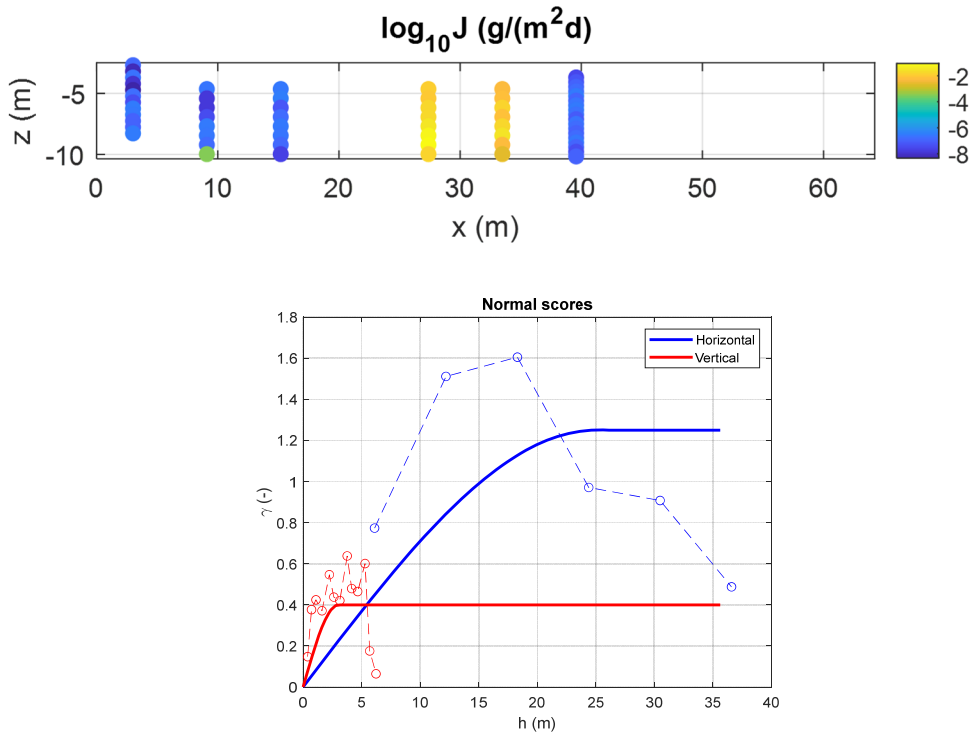 log10J (g/(m2d)
-5
-10
z (m)
0 10 20 30 40 50 60
x (m)
-2
-4
-6
-8
Normal scores
1.8
1.6
1.4
1.2
1
0.8
0.6
0.4
0.2
0
γ (-)
0 5 10 15 20 25 30 35 40
h (m)
Horizontal
Vertical